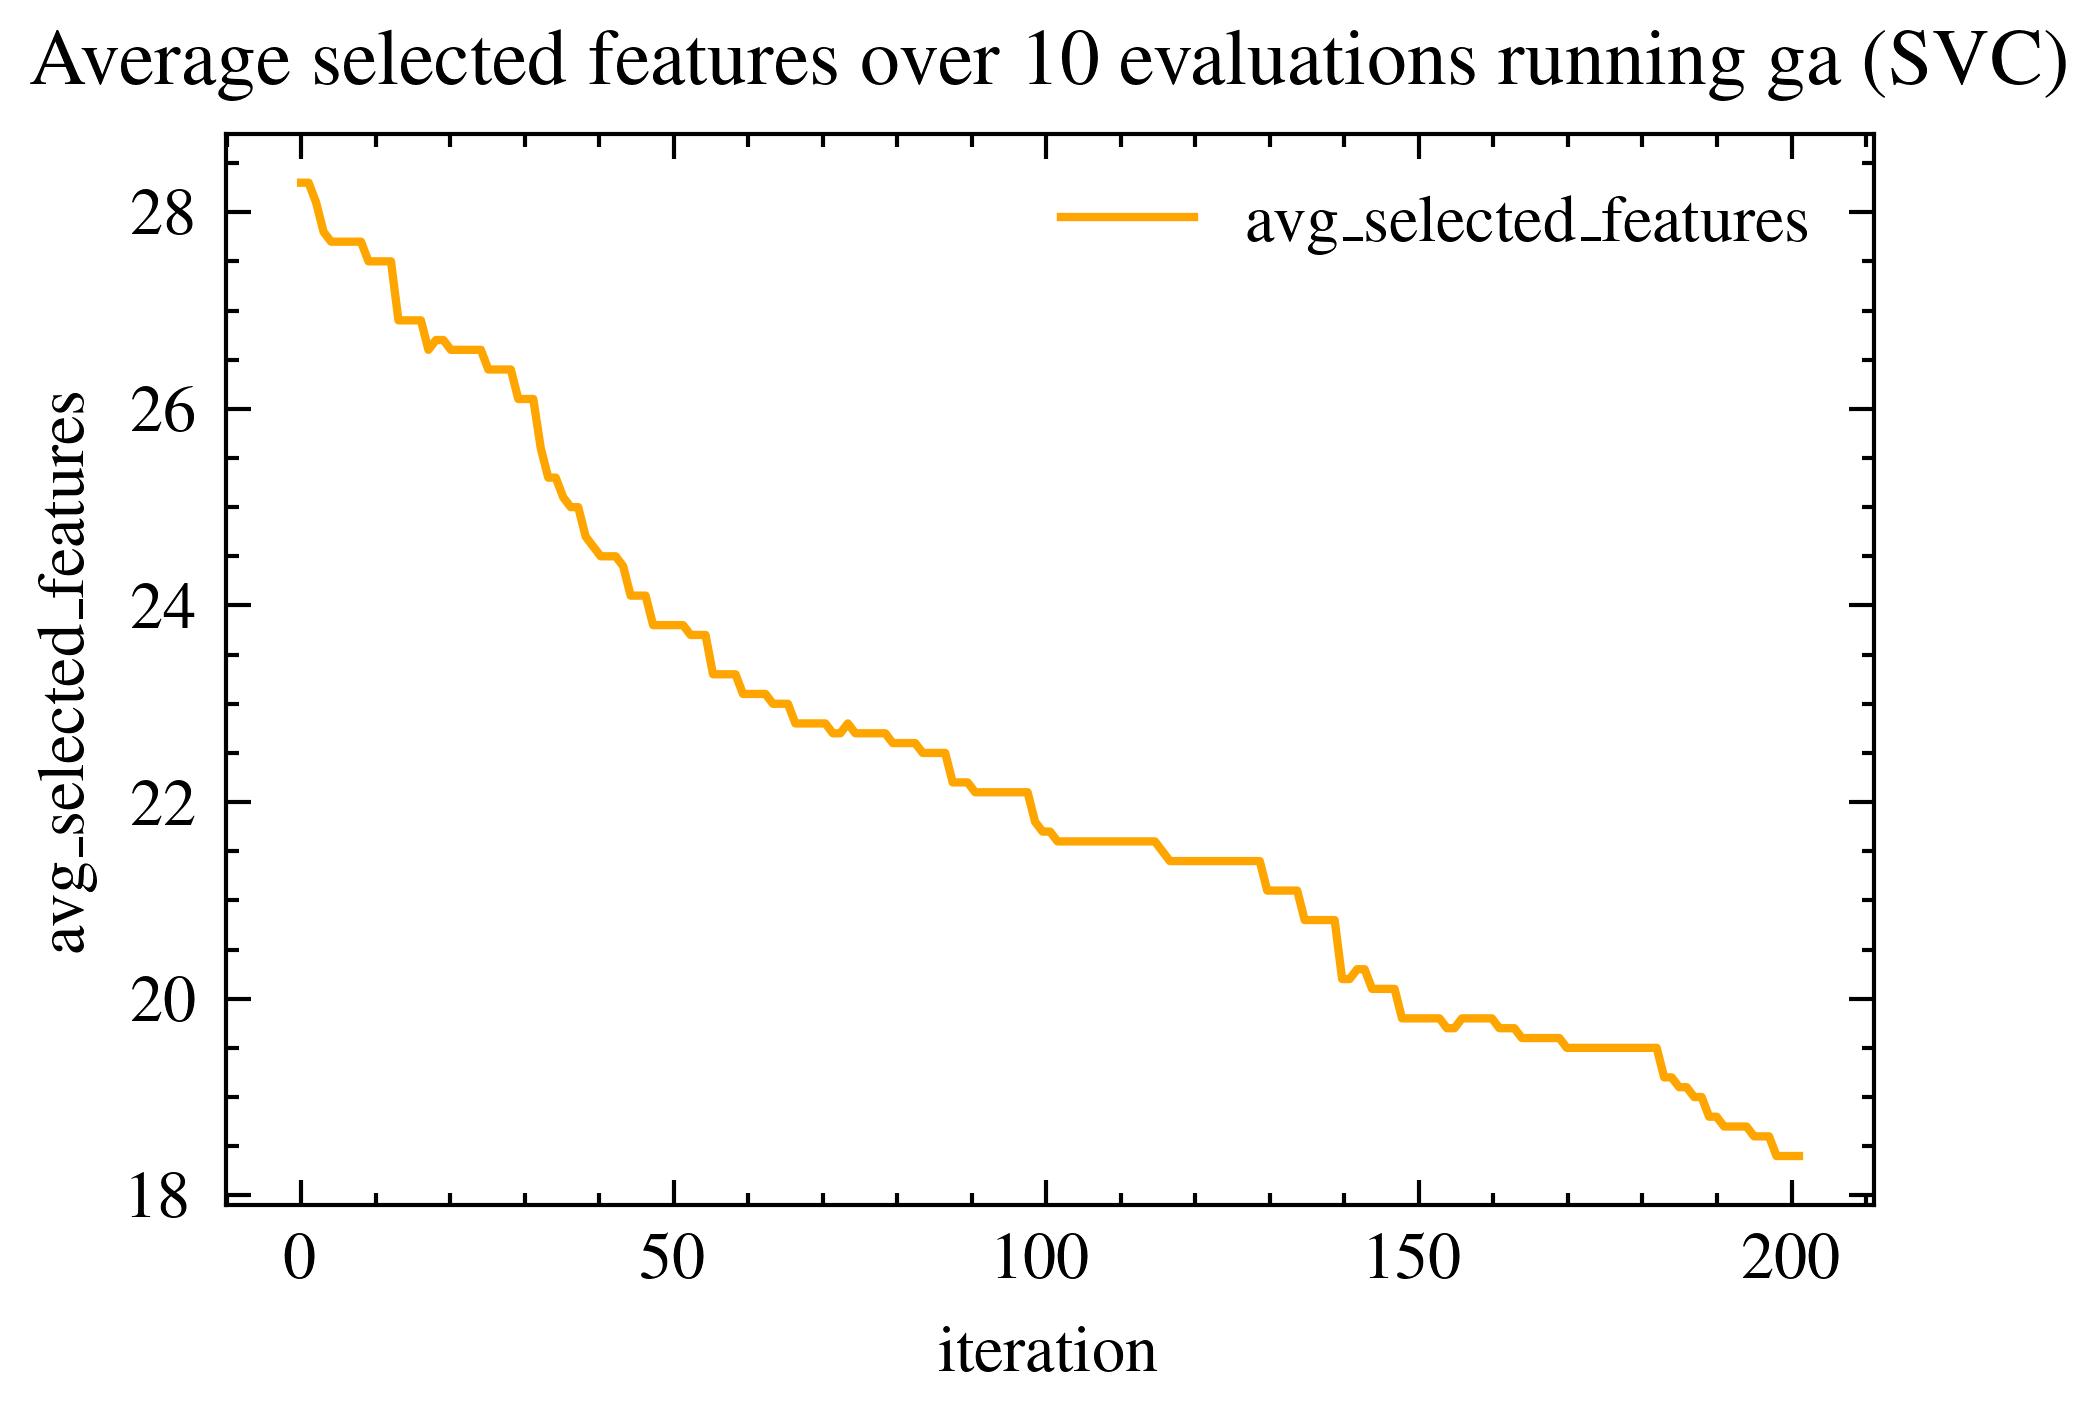 Average selected features over 10 evaluations running ga (SVC)
avg_selected_features
28
26
24
22
20
18
avg_selected_features
0 50 100 150 200
iteration